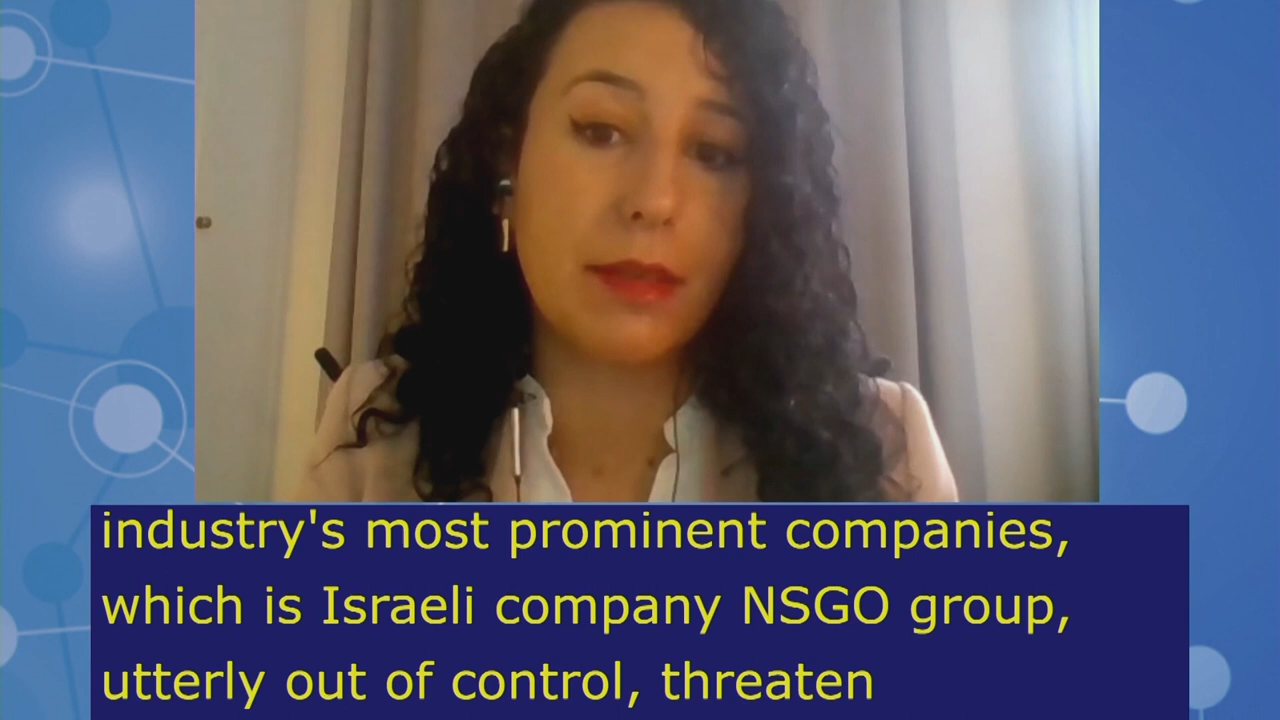 industry's most prominent companies,
which is Israeli company NSGO group,
utterly out of control, threaten